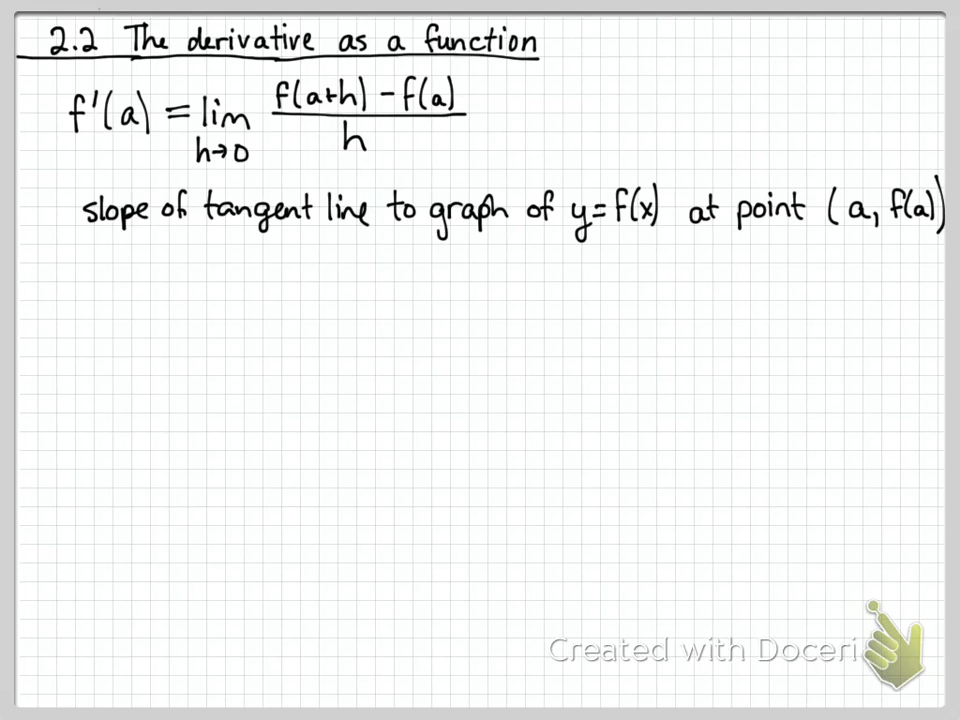 2.2 The derivative as a function
f'(a) = lim h→0 f(a+h) - f(a) / h
slope of tangent line to graph of y=f(x) at point (a, f(a))
Created with Doceri